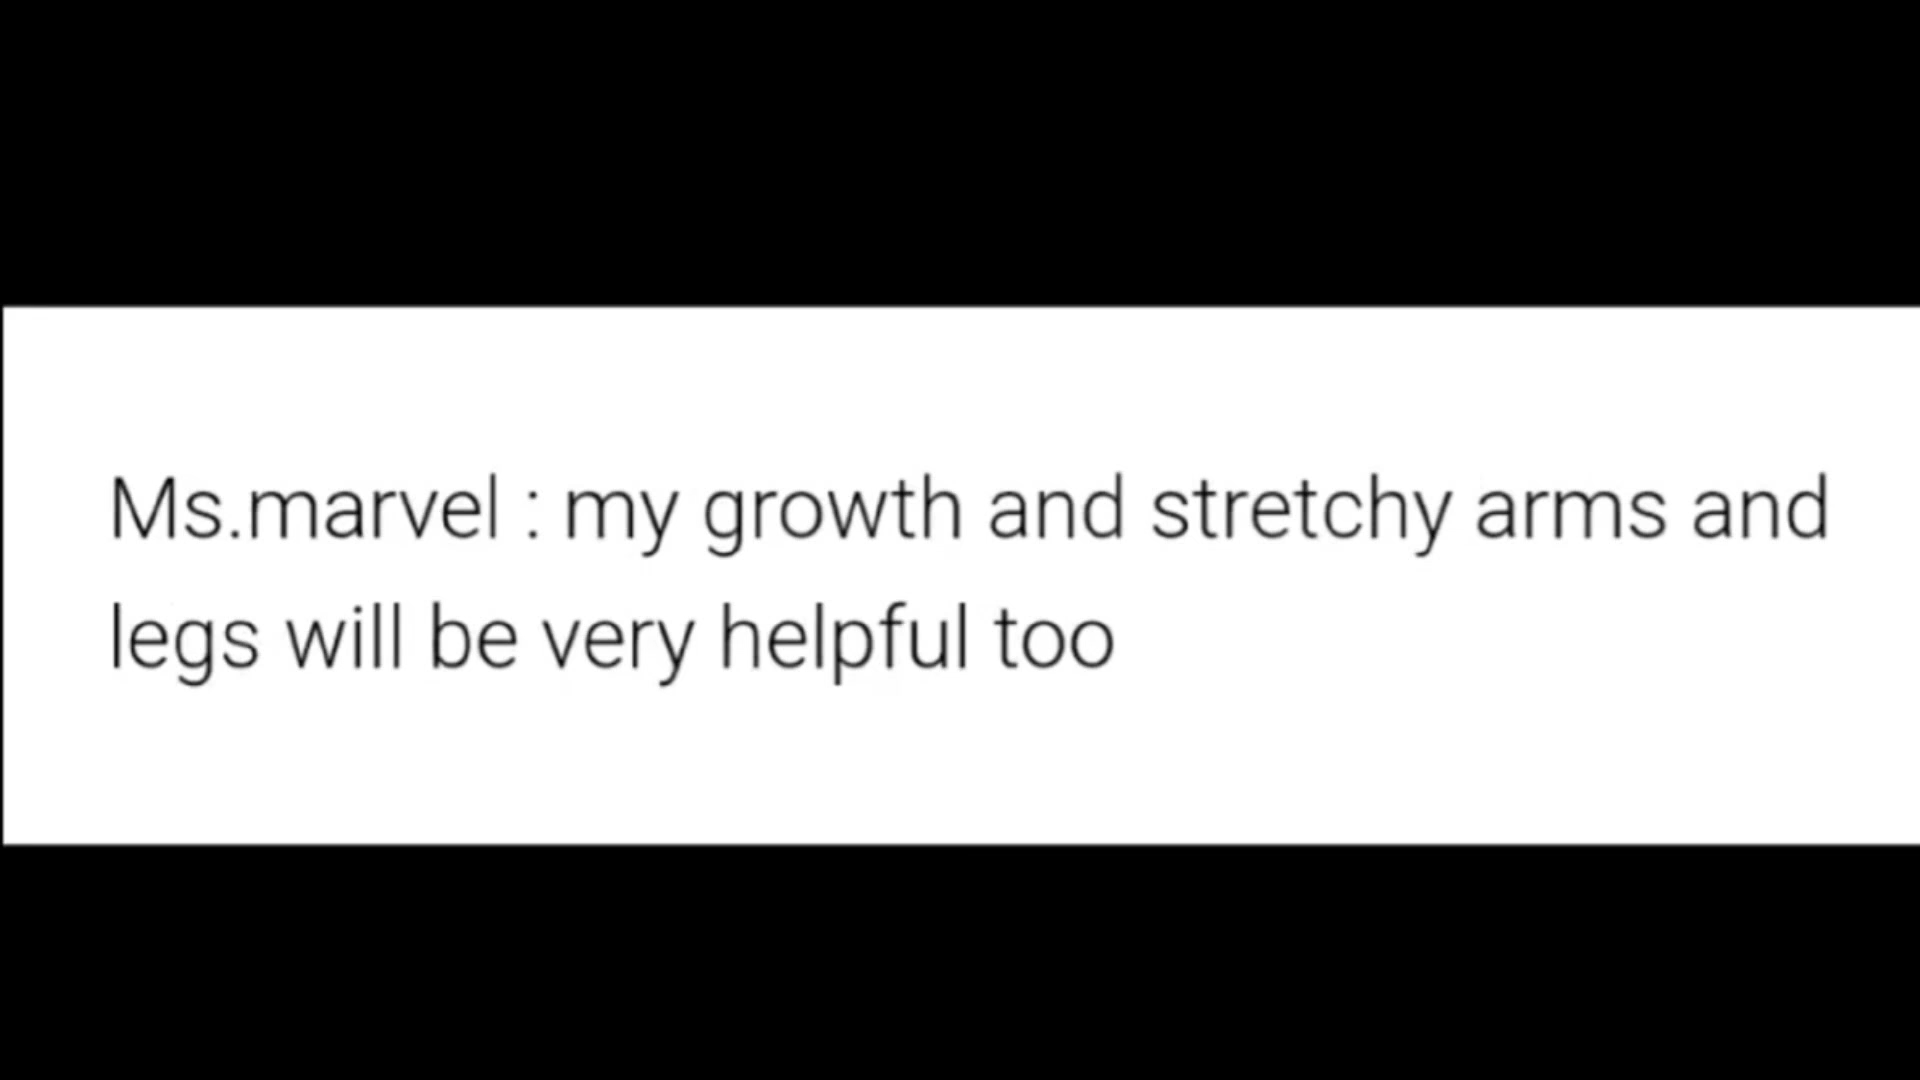 Ms.marvel : my growth and stretchy arms and
legs will be very helpful too